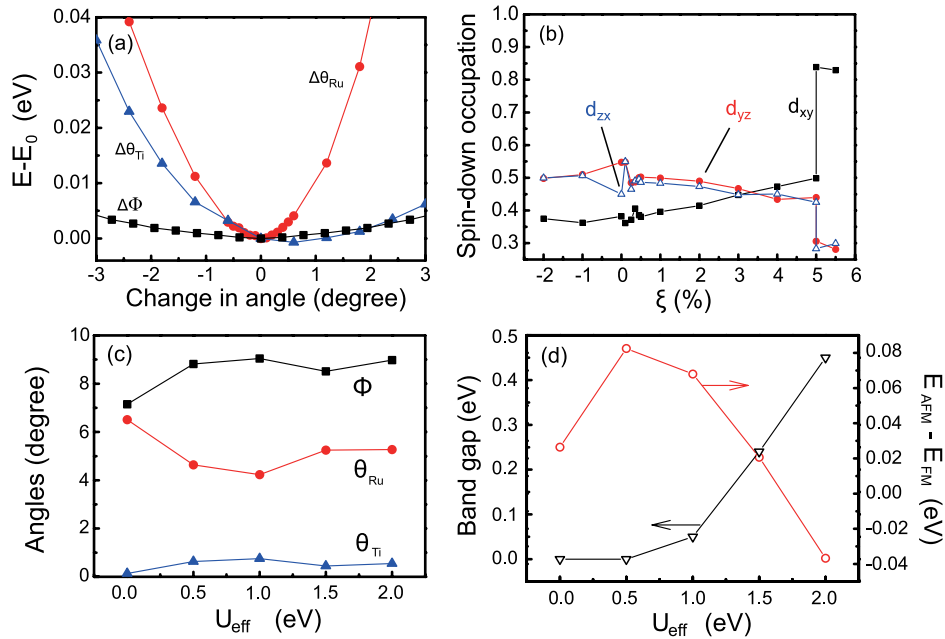 (a)
E-E0 (eV)
0.04
0.03
0.02
0.01
0.00
ΔθRu
ΔθTi
ΔΦ
-3 -2 -1 0 1 2 3
Change in angle (degree)
(b)
Spin-down occupation
1.0
0.9
0.8
0.7
0.6
0.5
0.4
0.3
dzx
dyz
dxy
-2 -1 0 1 2 3 4 5 6
ξ (%)
(c)
Angles (degree)
10
8
6
4
2
0
Φ
θRu
θTi
0.0 0.5 1.0 1.5 2.0
Ueff (eV)
(d)
Band gap (eV)
0.5
0.4
0.3
0.2
0.1
0.0
0.08
0.06
0.04
0.02
0.00
-0.02
-0.04
E AFM - E FM (eV)
0.0 0.5 1.0 1.5 2.0
Ueff (eV)